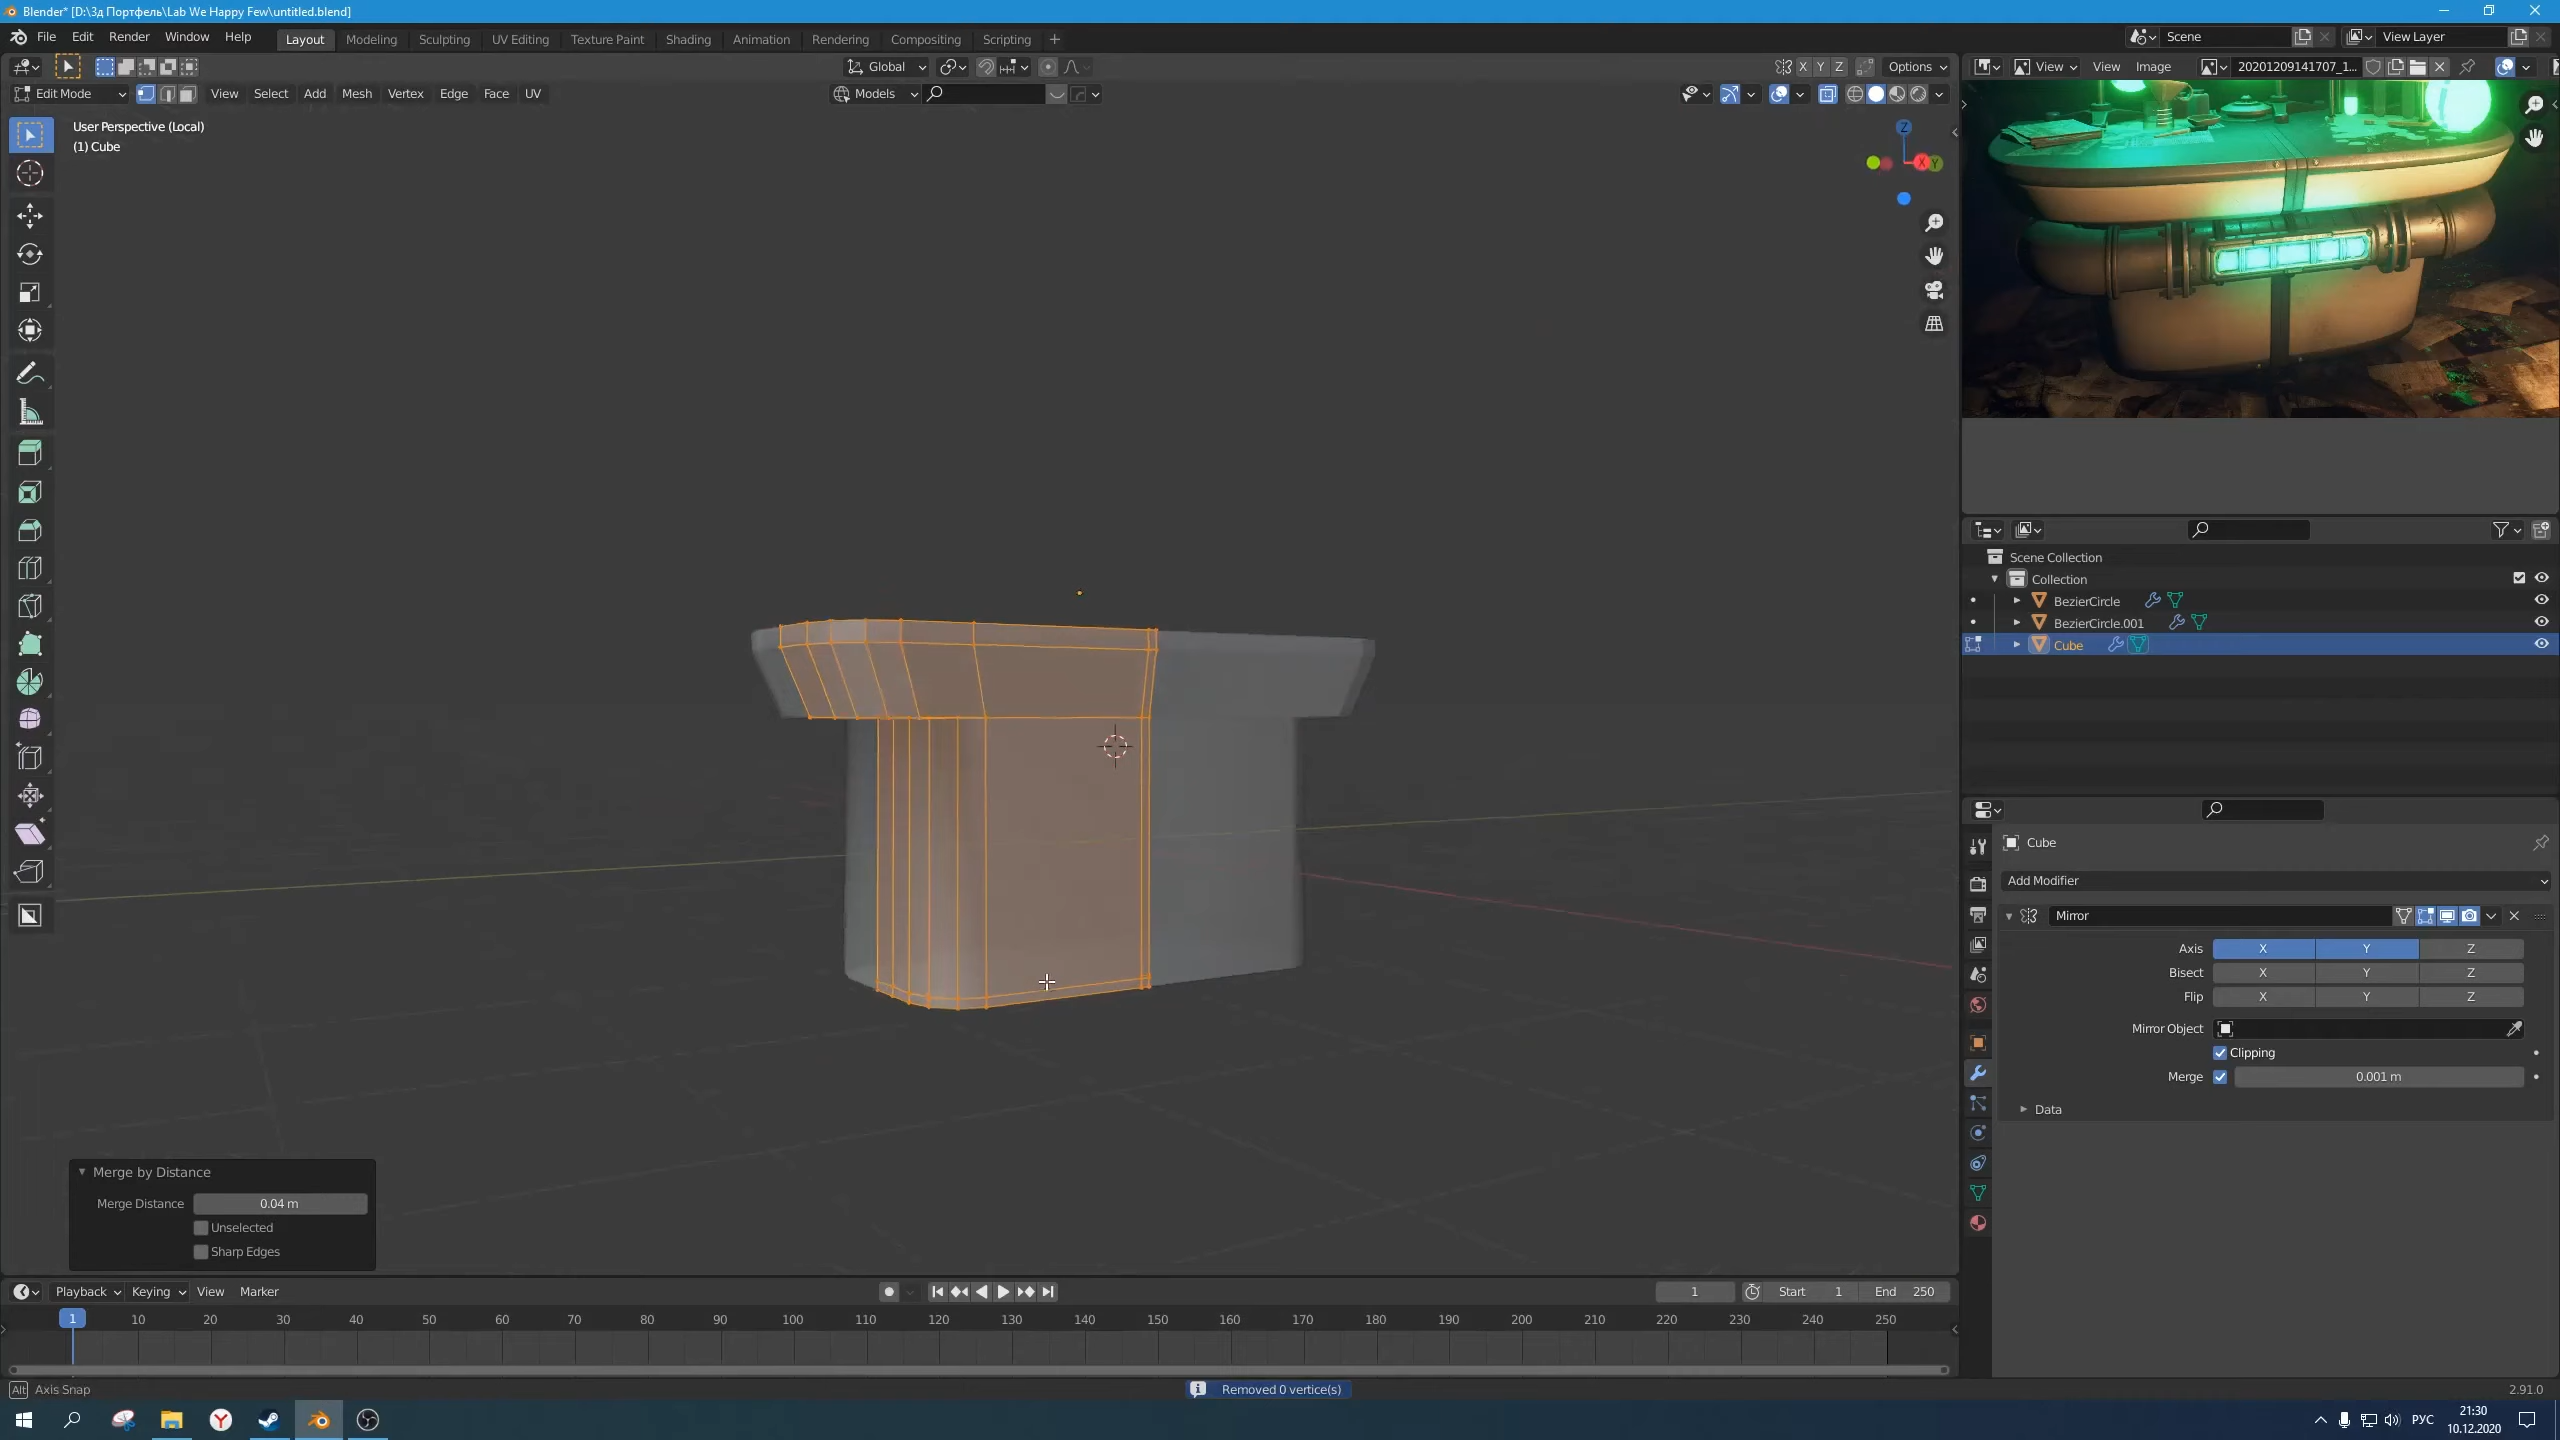 Blender* [D:\3д Портфель\Lab We Happy Few\untitled.blend]
File Edit Render Window Help Layout Modeling Sculpting UV Editing Texture Paint Shading Animation Rendering Compositing Scripting + Scene View Layer
Global X Y Z Options View View Image 20201209141707_1...
Edit Mode View Select Add Mesh Vertex Edge Face UV Models
User Perspective (Local)
(1) Cube
Z
X Y
Scene Collection
Collection
BezierCircle
BezierCircle.001
Cube
Cube
Add Modifier
Mirror
Axis X Y Z
Bisect X Y Z
Flip X Y Z
Mirror Object
Clipping
Merge 0.001 m
Data
Merge by Distance
Merge Distance 0.04 m
Unselected
Sharp Edges
Playback Keying View Marker 1 Start 1 End 250
1 10 20 30 40 50 60 70 80 90 100 110 120 130 140 150 160 170 180 190 200 210 220 230 240 250
Alt Axis Snap Removed 0 vertice(s) 2.91.0
РУС 21:30
10.12.2020